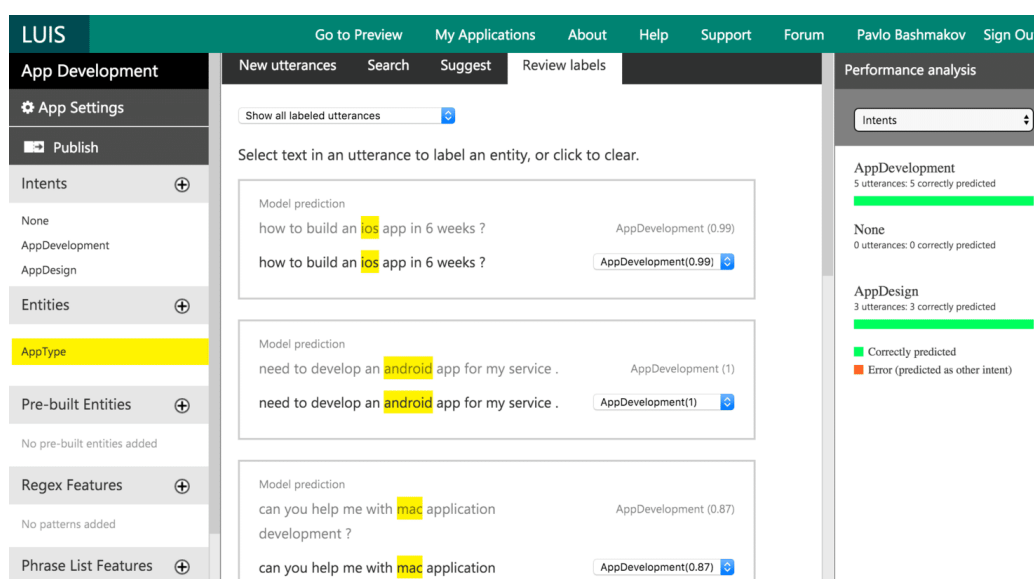 LUIS
Go to Preview My Applications About Help Support Forum Pavlo Bashmakov Sign Ou
App Development
App Settings
Publish
Intents
None
AppDevelopment
AppDesign
Entities
AppType
Pre-built Entities
No pre-built entities added
Regex Features
No patterns added
Phrase List Features
New utterances Search Suggest Review labels
Show all labeled utterances
Select text in an utterance to label an entity, or click to clear.
Model prediction
how to build an ios app in 6 weeks ? AppDevelopment (0.99)
how to build an ios app in 6 weeks ? AppDevelopment(0.99)
Model prediction
need to develop an android app for my service . AppDevelopment (1)
need to develop an android app for my service . AppDevelopment(1)
Model prediction
can you help me with mac application AppDevelopment (0.87)
development ?
can you help me with mac application AppDevelopment(0.87)
Performance analysis
Intents
AppDevelopment
5 utterances: 5 correctly predicted
None
0 utterances: 0 correctly predicted
AppDesign
3 utterances: 3 correctly predicted
Correctly predicted
Error (predicted as other intent)